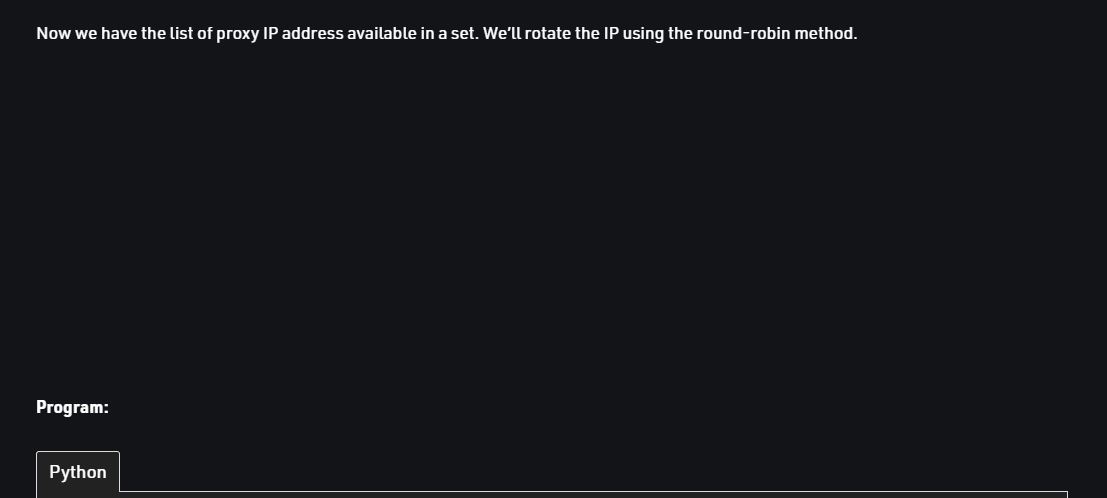 Now we have the list of proxy IP address available in a set. We’ll rotate the IP using the round-robin method.
Program:
Python